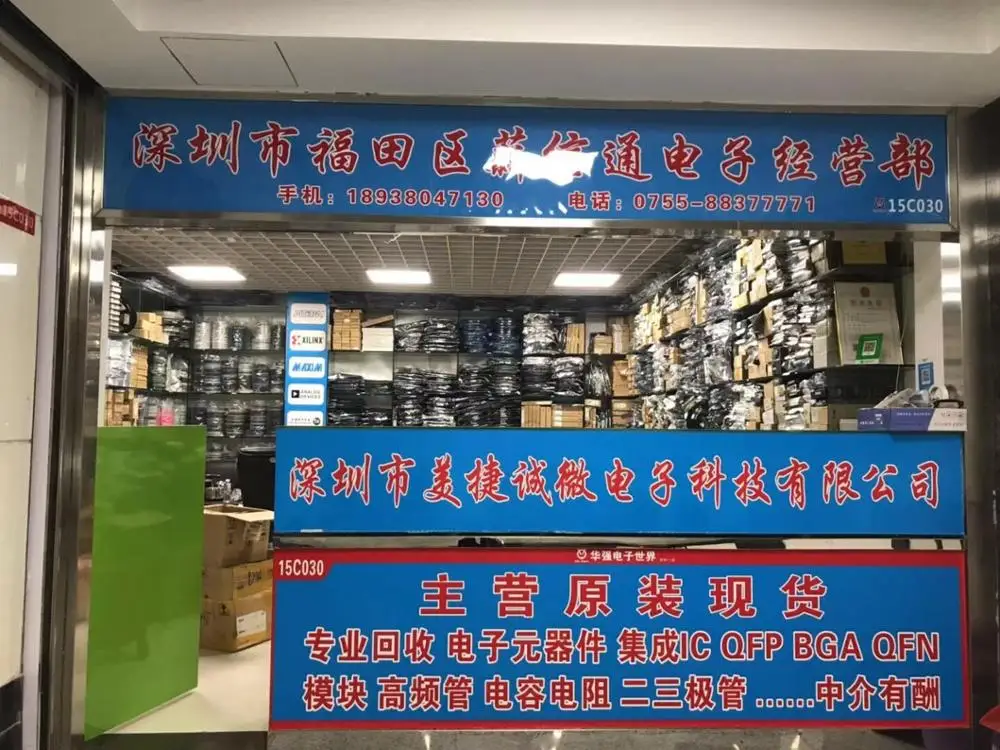 深圳市福田区 通电子经营部
手机：18938047130 电话：0755-88377771
15C030
XILINX
MAXIM
ANALOG DEVICES
深圳市美捷诚微电子科技有限公司
华强电子世界
15C030
主营原装现货
专业回收 电子元器件 集成IC QFP BGA QFN
模块 高频管 电容电阻 二三极管 ......中介有酬